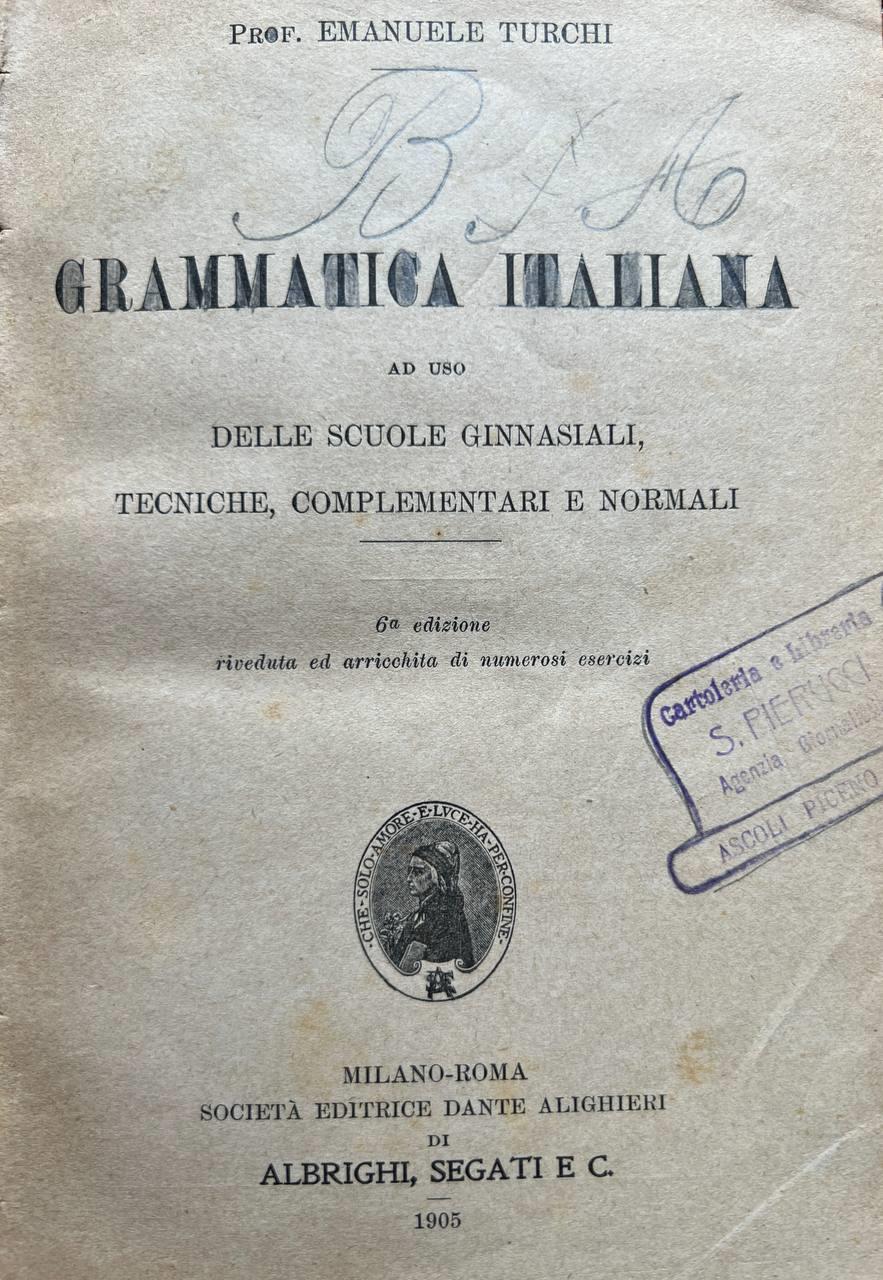 PROF. EMANUELE TURCHI
B A
GRAMMATICA ITALIANA
AD USO
DELLE SCUOLE GINNASIALI,
TECNICHE, COMPLEMENTARI E NORMALI
6a edizione
riveduta ed arricchita di numerosi esercizi
Cartoleria e Libreria
S. PIERUCCI
Agenzia
ASCOLI PICENO
·CHE·SOLO·AMORE·E·LVCE·HA·PER·CONFINE·
MILANO-ROMA
SOCIETÀ EDITRICE DANTE ALIGHIERI
DI
ALBRIGHI, SEGATI E C.
1905